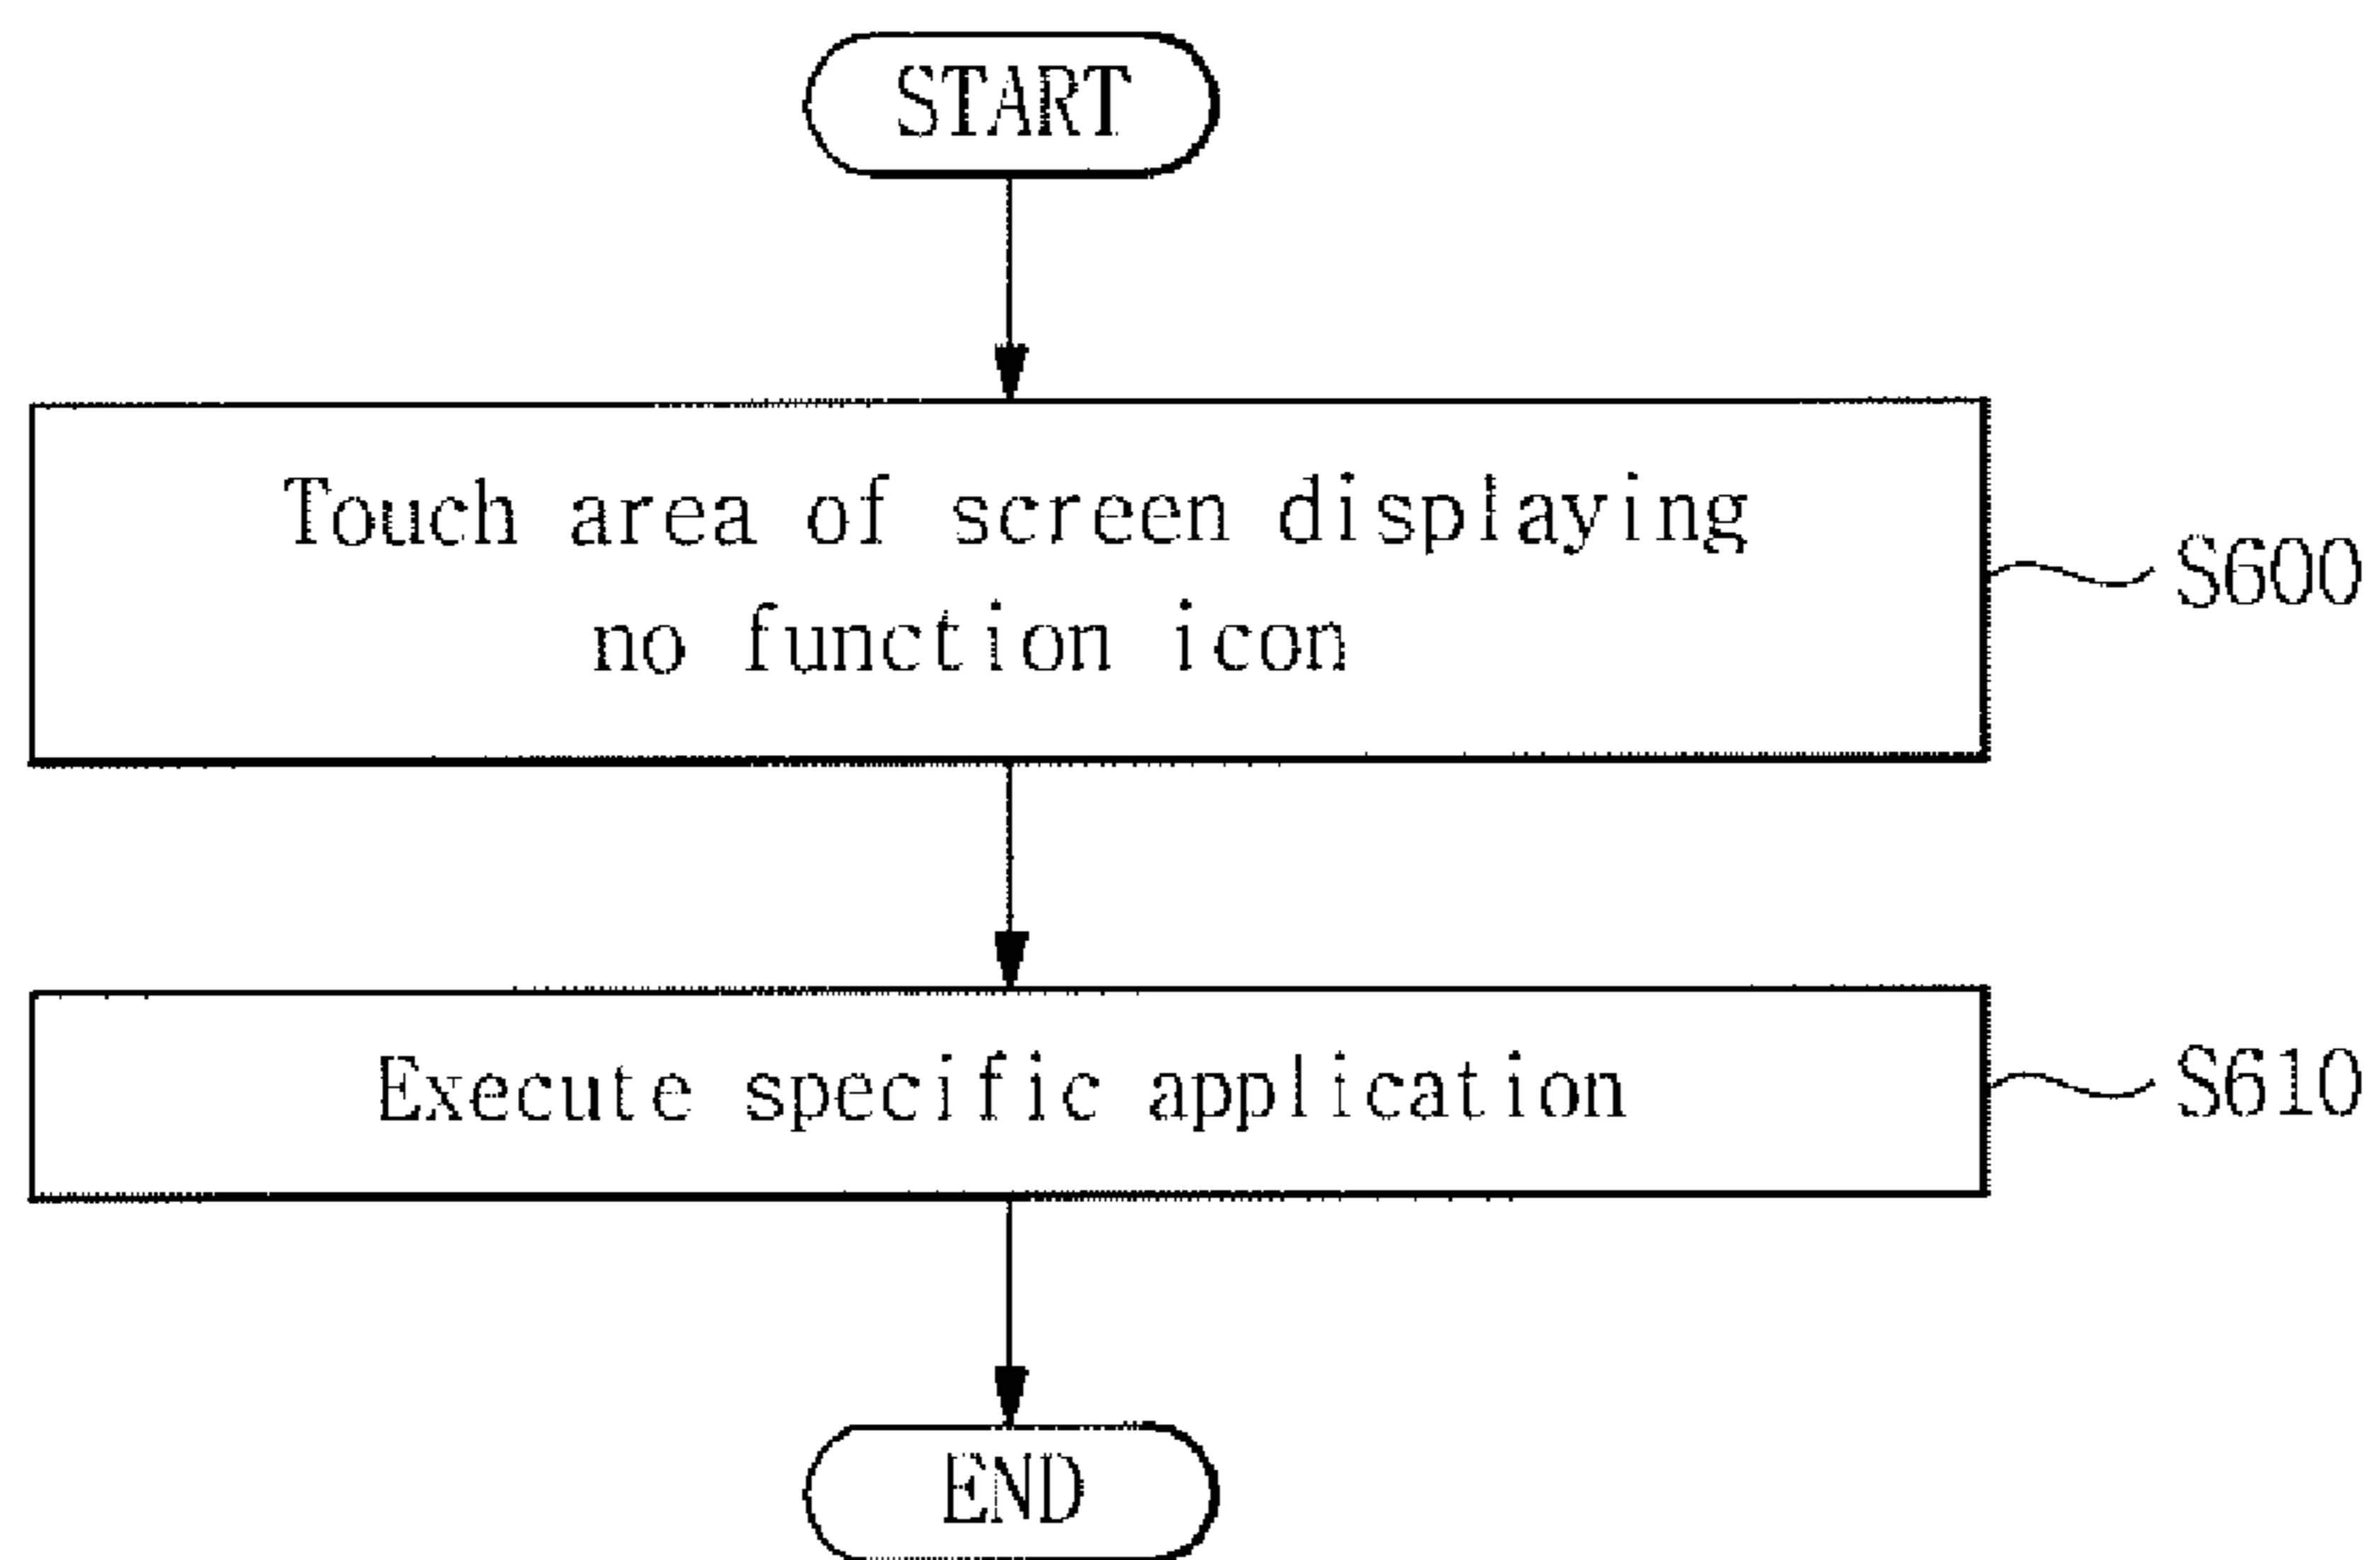 START
Touch area of screen displaying
no function icon
S600
Execute specific application
S610
END